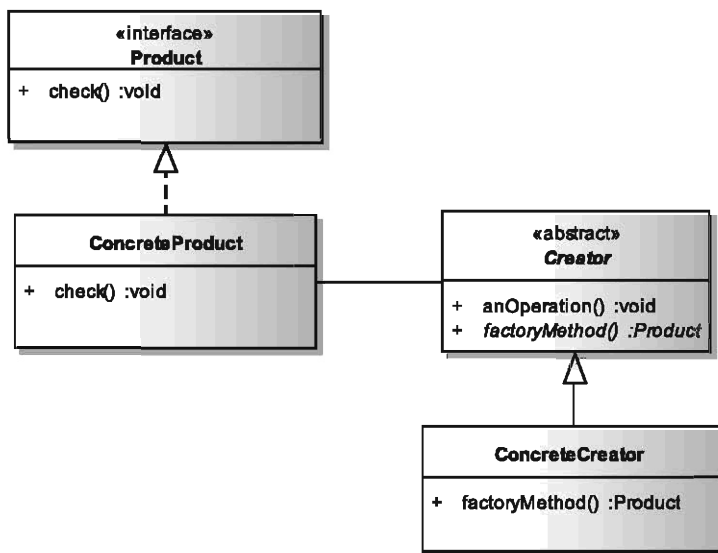 «interface»
Product
+ check() :void
ConcreteProduct
+ check() :void
«abstract»
Creator
+ anOperation() :void
+ factoryMethod() :Product
ConcreteCreator
+ factoryMethod() :Product